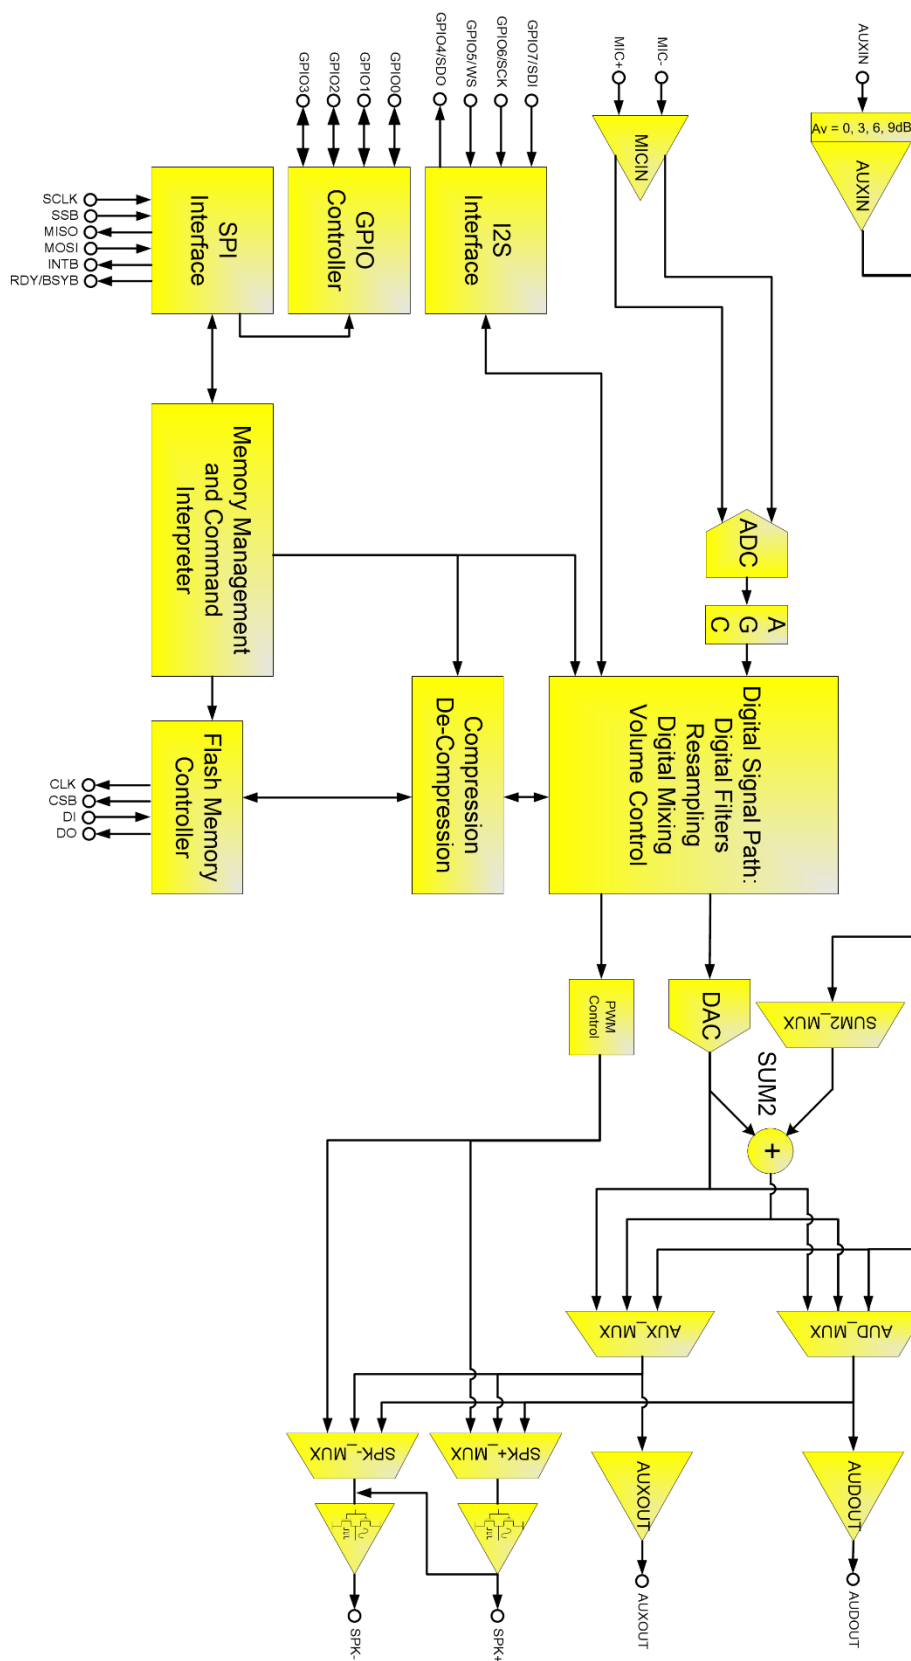 GPIO3
GPIO2
GPIO1
GPIO0
GPIO4/SDO
GPIO5/WS
GPIO6/SCK
GPIO7/SDI
MIC+
MIC-
AUXIN
Av = 0, 3, 6, 9dB
MICIN
AUXIN
SCLK
SSB
MISO
MOSI
INTB
RDY/BSYB
SPI
Interface
GPIO
Controller
I2S
Interface
Memory Management
and Command
Interpreter
ADC
A
G
C
Digital Signal Path:
Digital Filters
Resampling
Digital Mixing
Volume Control
Compression
De-Compression
Flash Memory
Controller
CLK
CSB
DI
DO
PWM
Control
DAC
SUM2_MUX
SUM2
+
AUX_MUX
AUD_MUX
SPK-_MUX
SPK+_MUX
AUXOUT
AUDOUT
SPK-
SPK+
AUXOUT
AUDOUT